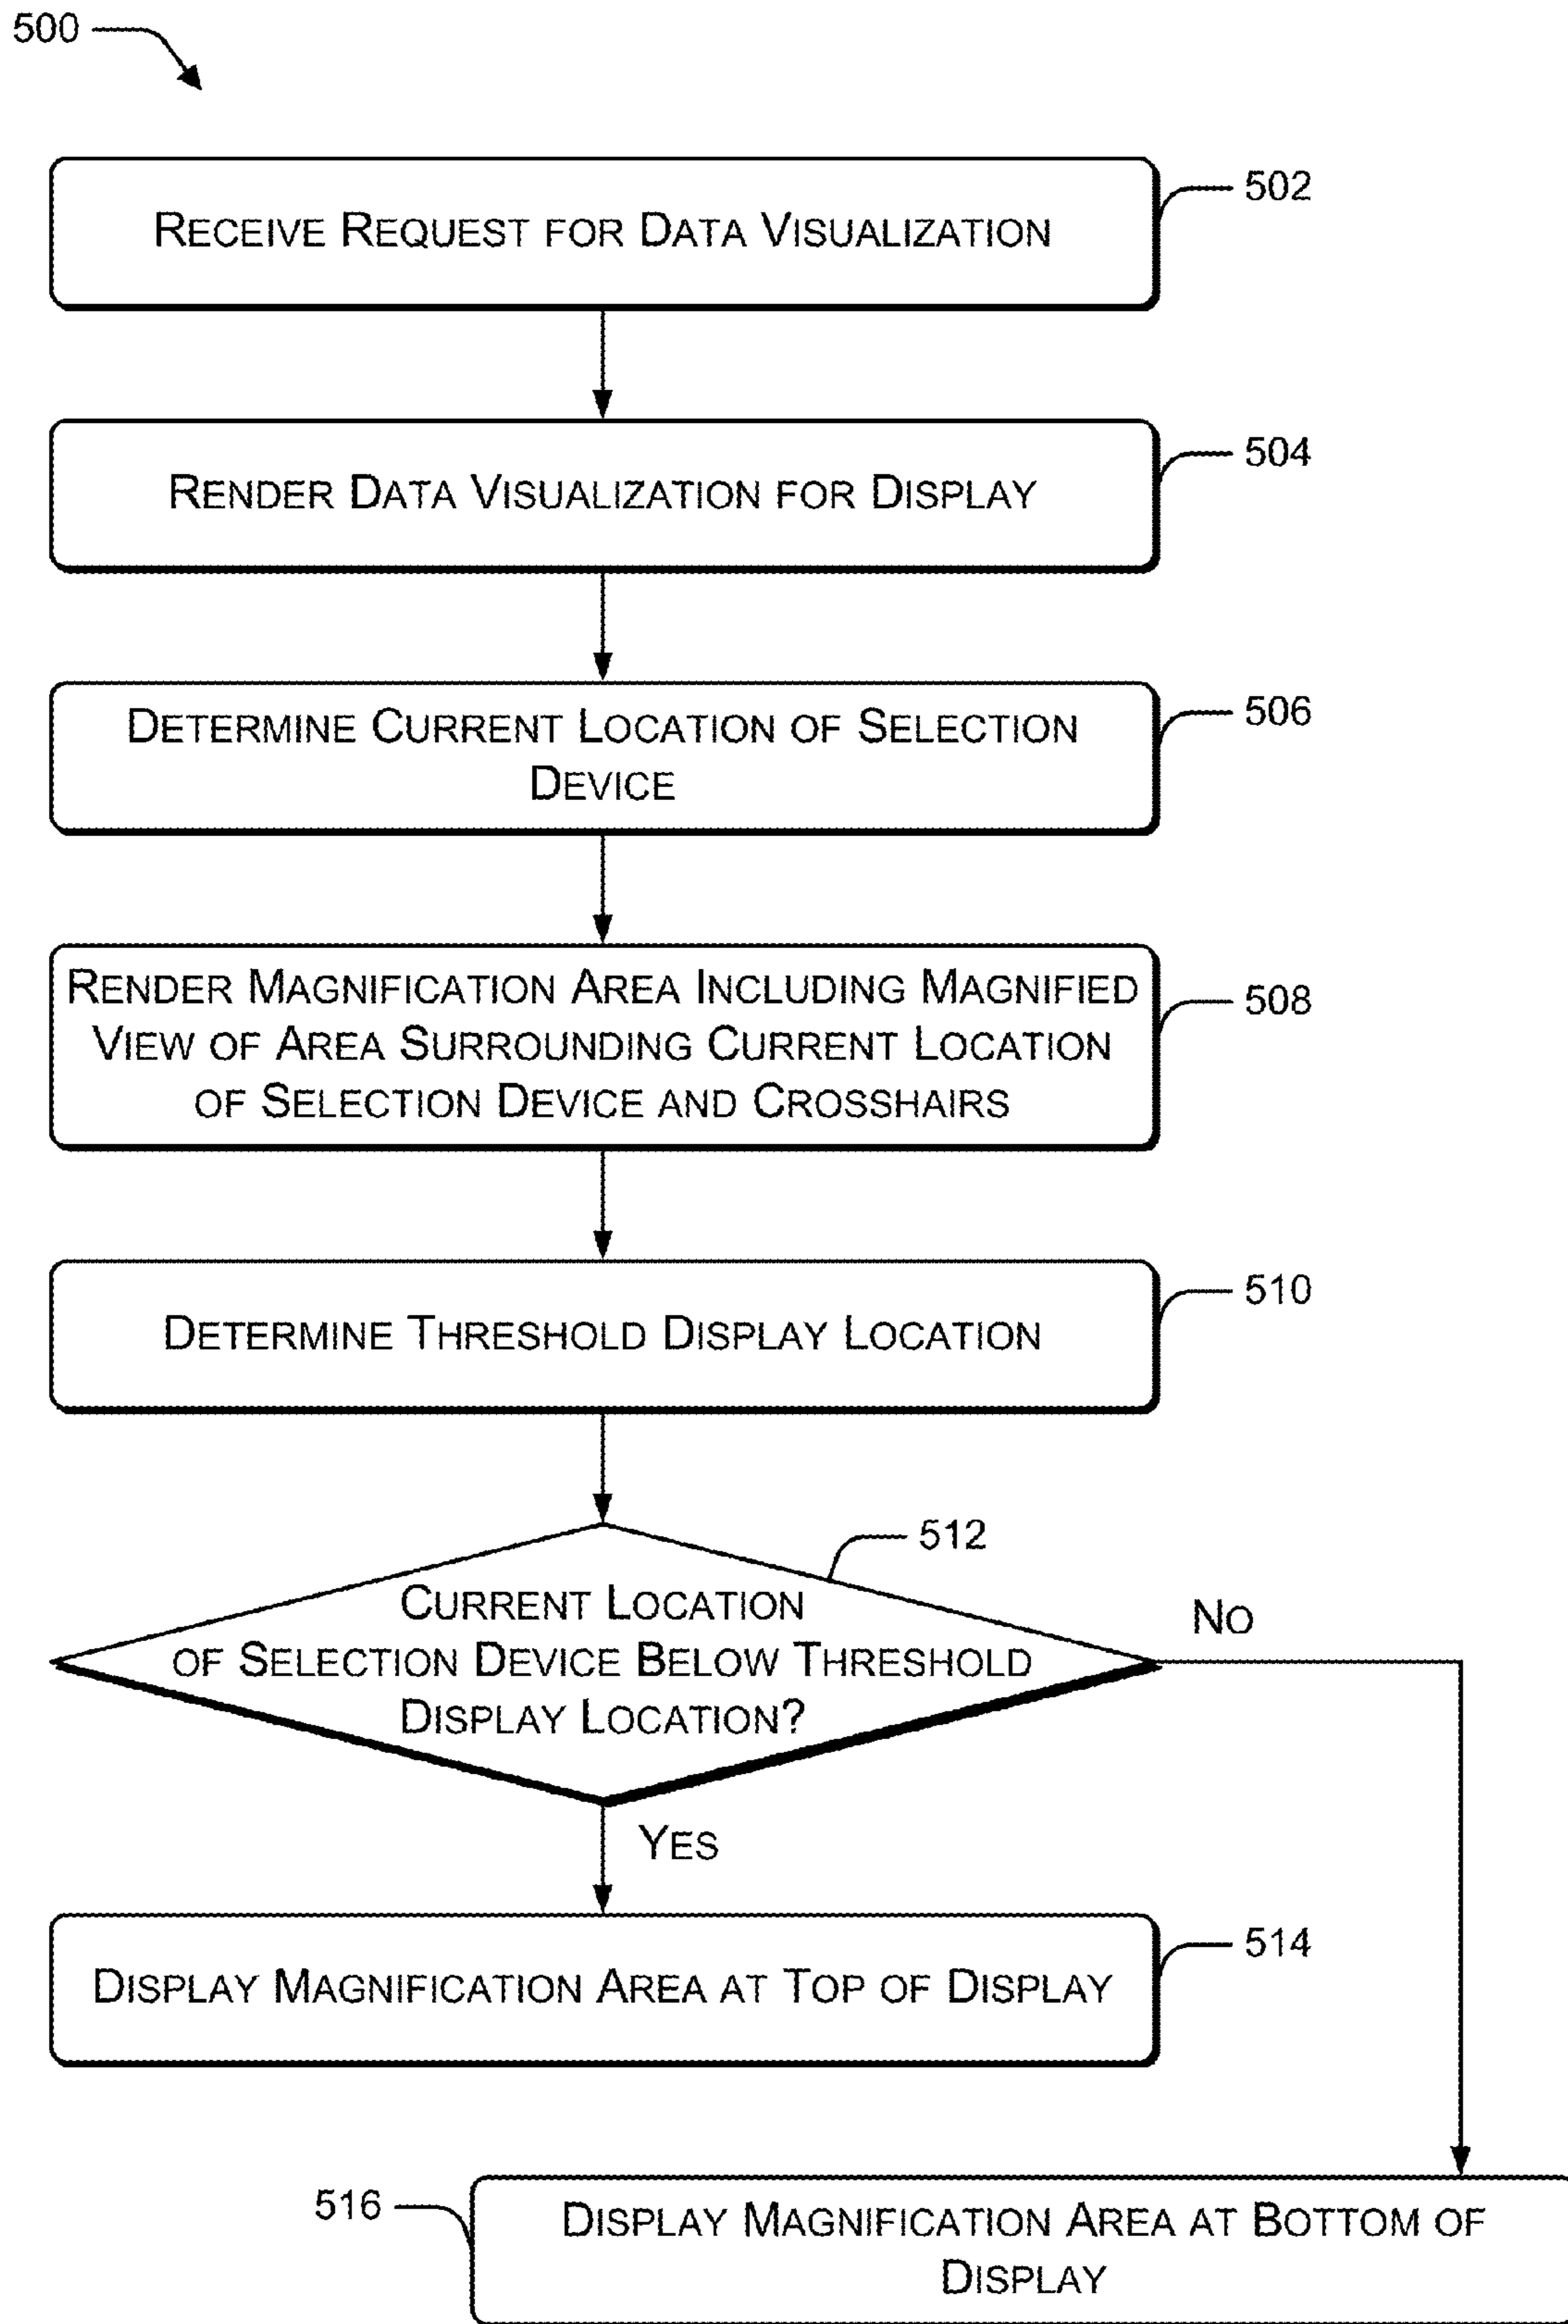 500
RECEIVE REQUEST FOR DATA VISUALIZATION
502
RENDER DATA VISUALIZATION FOR DISPLAY
504
DETERMINE CURRENT LOCATION OF SELECTION
DEVICE
506
RENDER MAGNIFICATION AREA INCLUDING MAGNIFIED
VIEW OF AREA SURROUNDING CURRENT LOCATION
OF SELECTION DEVICE AND CROSSHAIRS
508
DETERMINE THRESHOLD DISPLAY LOCATION
510
512
CURRENT LOCATION
OF SELECTION DEVICE BELOW THRESHOLD
DISPLAY LOCATION?
NO
YES
DISPLAY MAGNIFICATION AREA AT TOP OF DISPLAY
514
516
DISPLAY MAGNIFICATION AREA AT BOTTOM OF
DISPLAY